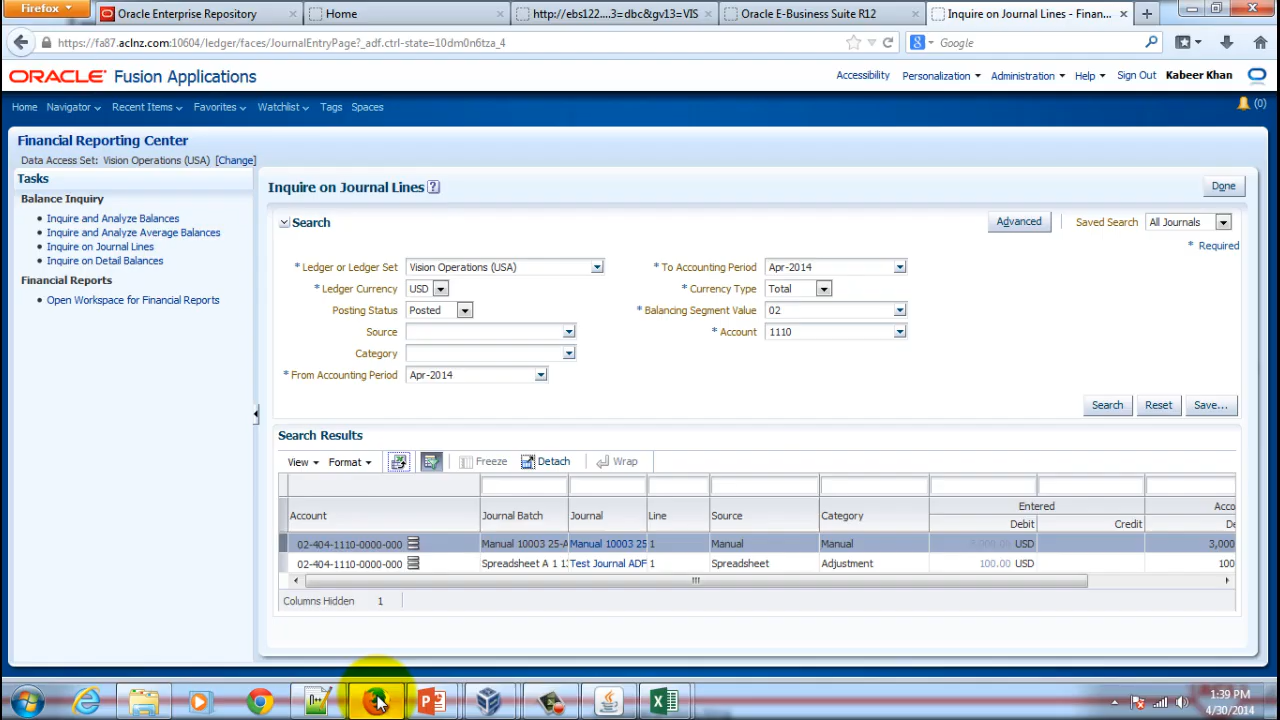 Firefox
Oracle Enterprise Repository
Home
http://ebs122....3=dbc&gv13=VIS
Oracle E-Business Suite R12
Inquire on Journal Lines - Finan...
https://fa87.aclnz.com:10604/ledger/faces/JournalEntryPage?_adf.ctrl-state=10dm0n6tza_4
Google
ORACLE Fusion Applications
Accessibility Personalization Administration Help Sign Out Kabeer Khan
Home Navigator Recent Items Favorites Watchlist Tags Spaces
(0)
Financial Reporting Center
Data Access Set: Vision Operations (USA) [Change]
Tasks
Balance Inquiry
Inquire and Analyze Balances
Inquire and Analyze Average Balances
Inquire on Journal Lines
Inquire on Detail Balances
Financial Reports
Open Workspace for Financial Reports
Inquire on Journal Lines ?
Done
Search
Advanced Saved Search All Journals
* Required
* Ledger or Ledger Set Vision Operations (USA)
* To Accounting Period Apr-2014
* Ledger Currency USD
* Currency Type Total
Posting Status Posted
* Balancing Segment Value 02
Source
* Account 1110
Category
* From Accounting Period Apr-2014
Search Reset Save...
Search Results
View Format Freeze Detach Wrap
Account Journal Batch Journal Line Source Category Entered Acco
Debit Credit De
02-404-1110-0000-000 Manual 10003 25-A Manual 10003 25 1 Manual Manual USD 3,000
02-404-1110-0000-000 Spreadsheet A 1 1 Test Journal ADF 1 Spreadsheet Adjustment 100.00 USD 100
Columns Hidden 1
1:39 PM
4/30/2014